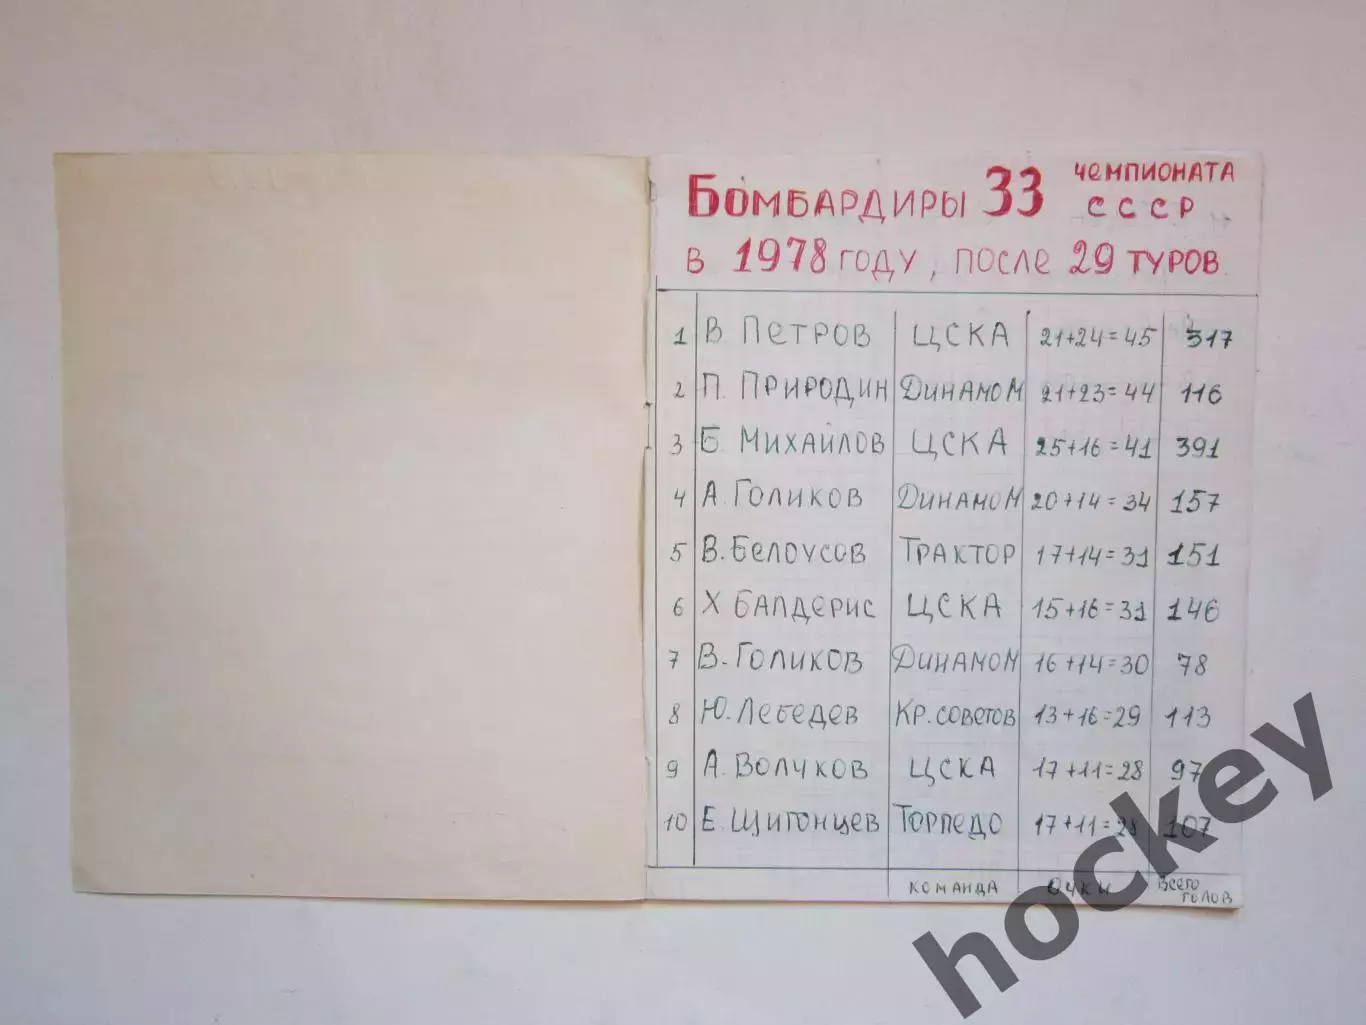 Бомбардиры 33 чемпионата СССР
в 1978 году, после 29 туров
1 В Петров ЦСКА 21+24=45 317
2 П. Природин Динамо М 21+23=44 116
3 Б Михайлов ЦСКА 25+16=41 391
4 А Голиков Динамо М 20+14=34 157
5 В. Белоусов Трактор 17+14=31 151
6 Х Балдерис ЦСКА 15+16=31 146
7 В. Голиков Динамо М 16+14=30 78
8 Ю. Лебедев Кр. советов 13+16=29 113
9 А. Волчков ЦСКА 17+11=28 97
10 Е. Щигонцев Торпедо 17+11=28 107
команда Очки Всего голов
hockey